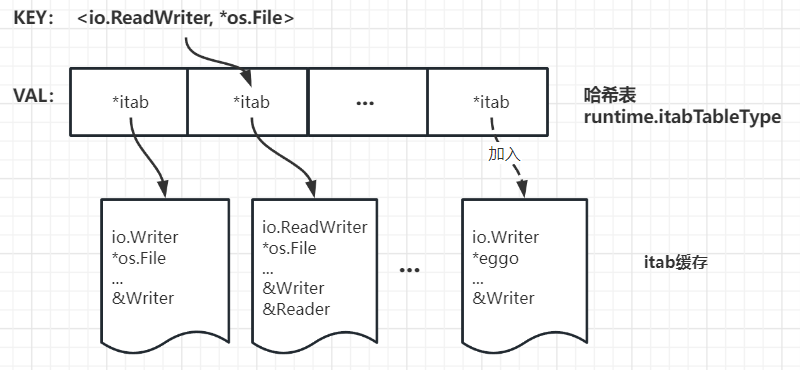 KEY: <io.ReadWriter, *os.File>
VAL: *itab *itab ... *itab
哈希表
runtime.itabTableType
加入
io.Writer
*os.File
...
&Writer
io.ReadWriter
*os.File
...
&Writer
&Reader
...
io.Writer
*eggo
...
&Writer
itab缓存